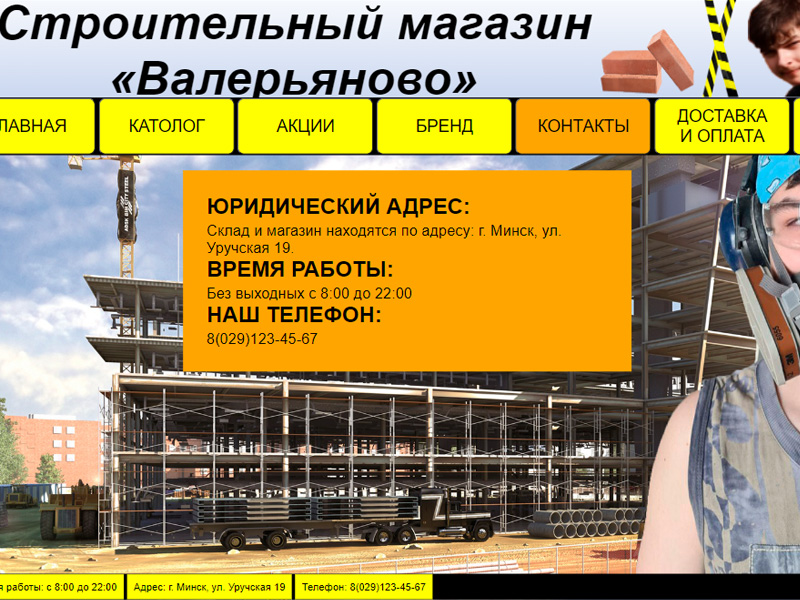 Строительный магазин
«Валерьяново»
ЛАВНАЯ
КАТОЛОГ
АКЦИИ
БРЕНД
КОНТАКТЫ
ДОСТАВКА
И ОПЛАТА
ЮРИДИЧЕСКИЙ АДРЕС:
Склад и магазин находятся по адресу: г. Минск, ул.
Уручская 19.
ВРЕМЯ РАБОТЫ:
Без выходных с 8:00 до 22:00
НАШ ТЕЛЕФОН:
8(029)123-45-67
я работы: с 8:00 до 22:00
Адрес: г. Минск, ул. Уручская 19
Телефон: 8(029)123-45-67